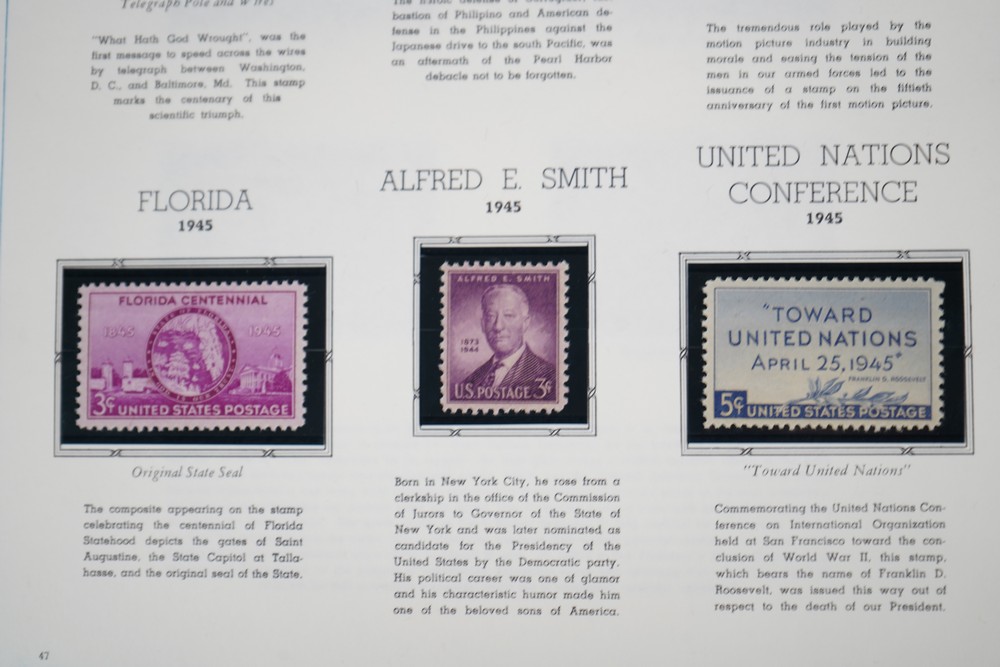 Telegraph Pole and Wires
"What Hath God Wrought", was the
first message to speed across the wires
by telegraph between Washington,
D. C., and Baltimore, Md. This stamp
marks the centenary of this
scientific triumph.
bastion of Philipino and American de-
fense in the Philippines against the
Japanese drive to the south Pacific, was
an aftermath of the Pearl Harbor
debacle not to be forgotten.
The tremendous role played by the
motion picture industry in building
morale and easing the tension of the
men in our armed forces led to the
issuance of a stamp on the fiftieth
anniversary of the first motion picture.
FLORIDA
1945
FLORIDA CENTENNIAL
1845 1945
3¢ UNITED STATES POSTAGE
Original State Seal
The composite appearing on the stamp
celebrating the centennial of Florida
Statehood depicts the gates of Saint
Augustine, the State Capitol at Talla-
hasse, and the original seal of the State.
ALFRED E. SMITH
1945
ALFRED E. SMITH
1873
1944
U.S. POSTAGE 3¢
Born in New York City, he rose from a
clerkship in the office of the Commission
of Jurors to Governor of the State of
New York and was later nominated as
candidate for the Presidency of the
United States by the Democratic party.
His political career was one of glamor
and his characteristic humor made him
one of the beloved sons of America.
UNITED NATIONS
CONFERENCE
1945
"TOWARD
UNITED NATIONS
APRIL 25, 1945"
FRANKLIN D. ROOSEVELT
5¢ UNITED STATES POSTAGE
"Toward United Nations"
Commemorating the United Nations Con-
ference on International Organization
held at San Francisco toward the con-
clusion of World War II, this stamp,
which bears the name of Franklin D.
Roosevelt, was issued this way out of
respect to the death of our President.
47